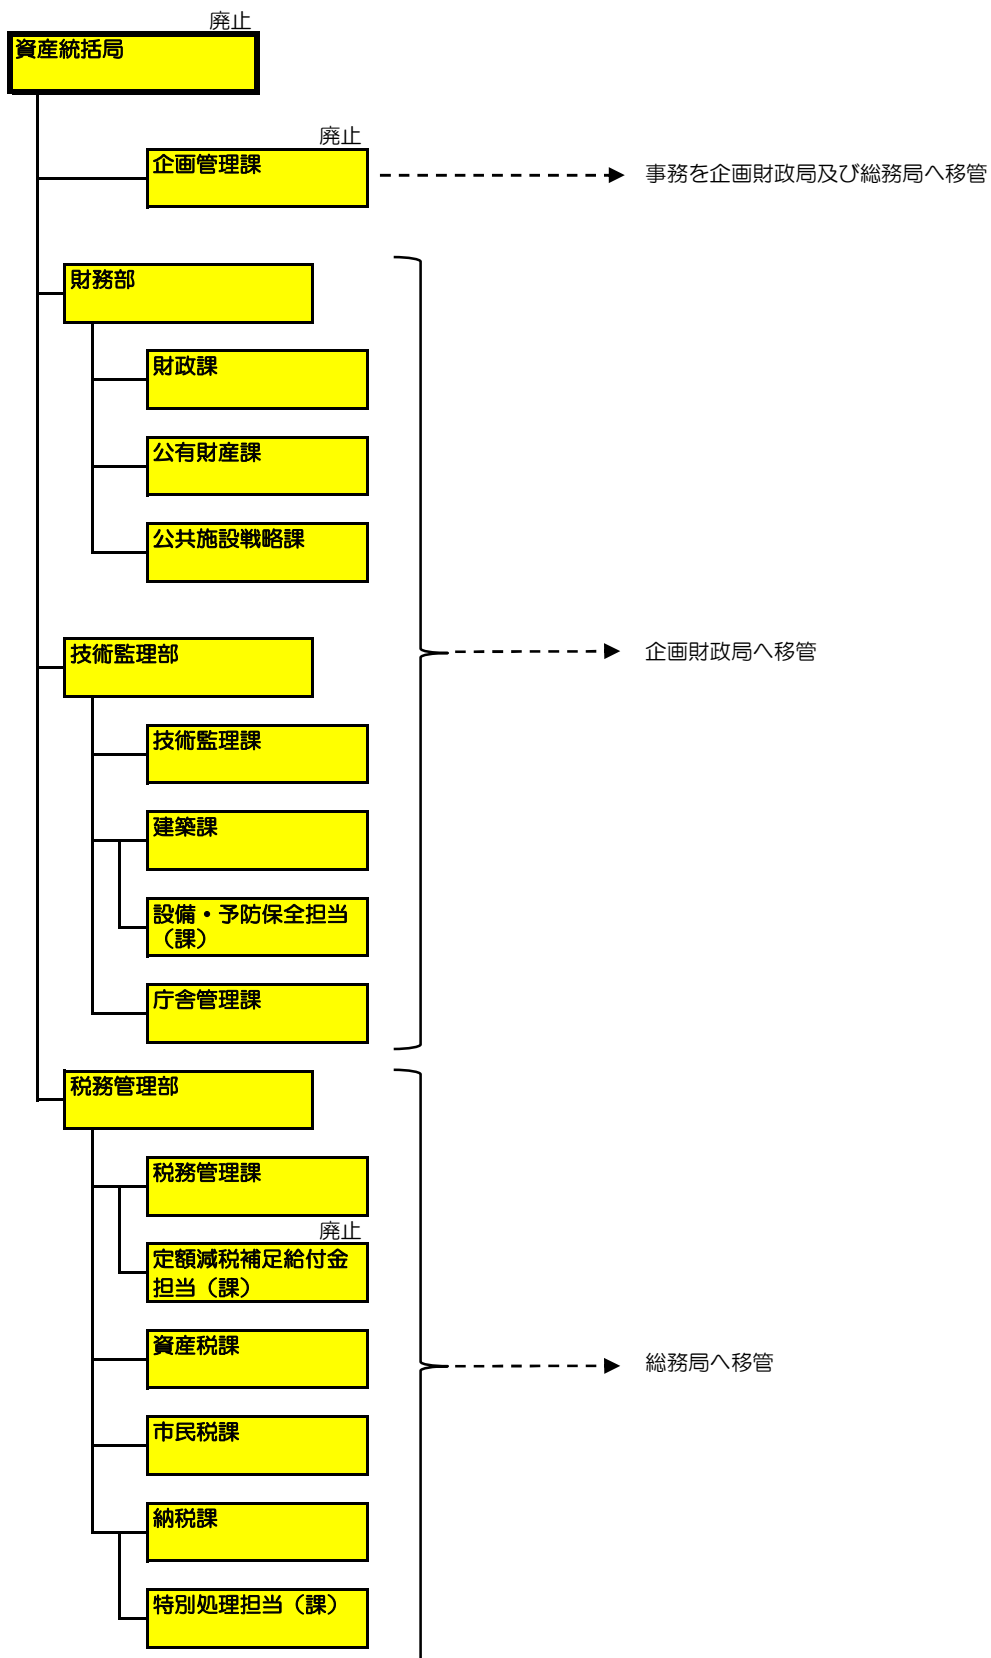 廃止
資産統括局
廃止
企画管理課
事務を企画財政局及び総務局へ移管
財務部
財政課
公有財産課
公共施設戦略課
技術監理部
企画財政局へ移管
技術監理課
建築課
設備・予防保全担当
（課）
庁舎管理課
税務管理部
税務管理課
廃止
定額減税補足給付金
担当（課）
資産税課
総務局へ移管
市民税課
納税課
特別処理担当（課）